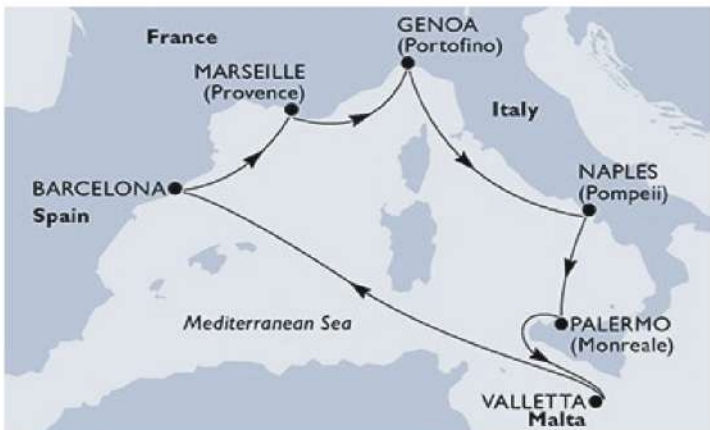 France
GENOA
(Portofino)
MARSEILLE
(Provence)
Italy
BARCELONA
Spain
NAPLES
(Pompeii)
Mediterranean Sea
PALERMO
(Monreale)
VALLETTA
Malta